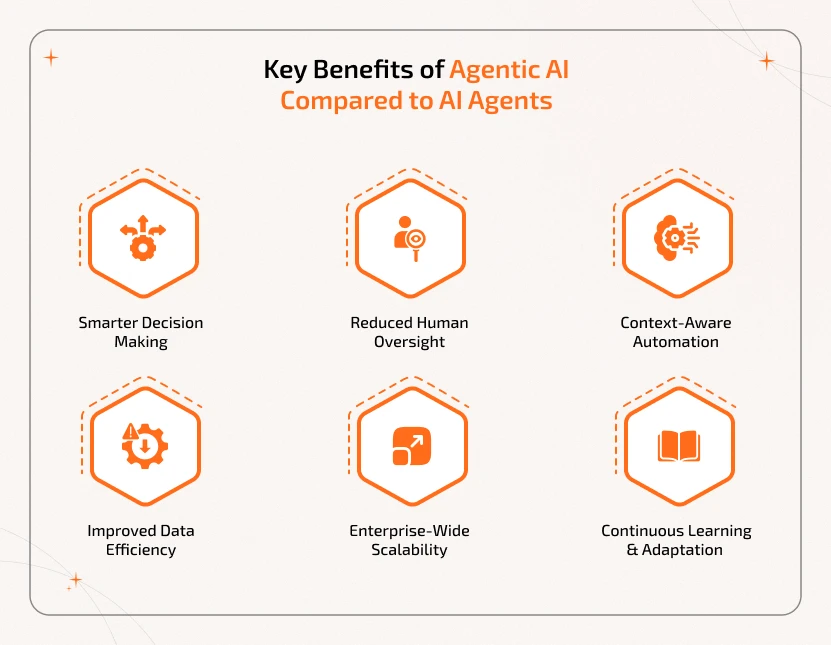 Key Benefits of Agentic AI
Compared to AI Agents
Smarter Decision
Making
Reduced Human
Oversight
Context-Aware
Automation
Improved Data
Efficiency
Enterprise-Wide
Scalability
Continuous Learning
& Adaptation